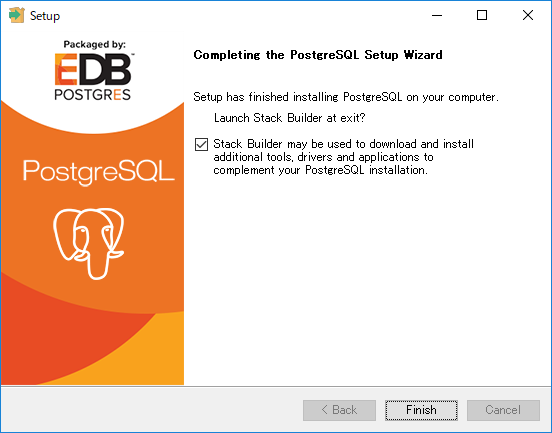 Setup
Packaged by:
EDB
POSTGRES
PostgreSQL
Completing the PostgreSQL Setup Wizard
Setup has finished installing PostgreSQL on your computer.
Launch Stack Builder at exit?
Stack Builder may be used to download and install
additional tools, drivers and applications to
complement your PostgreSQL installation.
< Back
Finish
Cancel